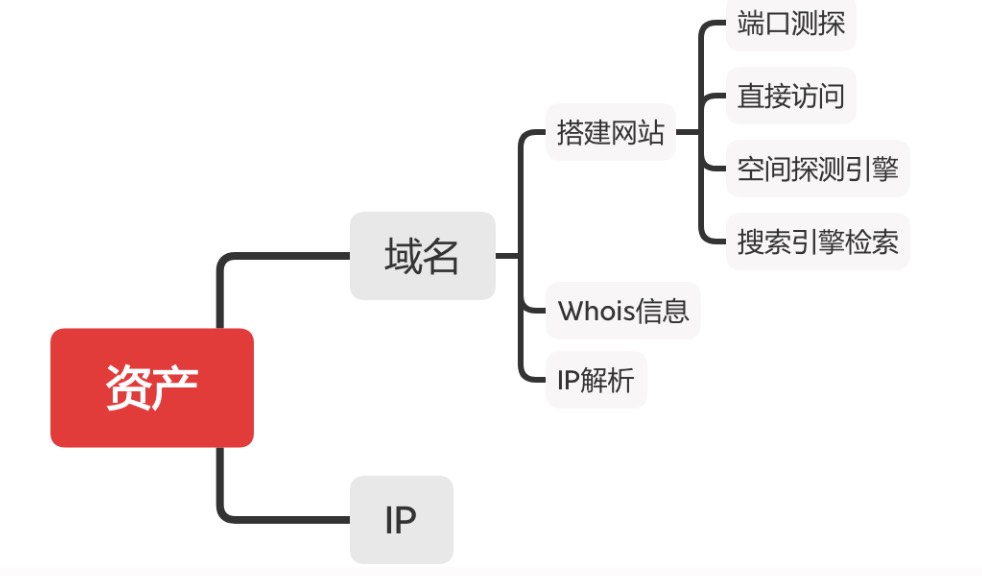 端口测探
直接访问
搭建网站
空间探测引擎
搜索引擎检索
域名
Whois信息
IP解析
资产
IP